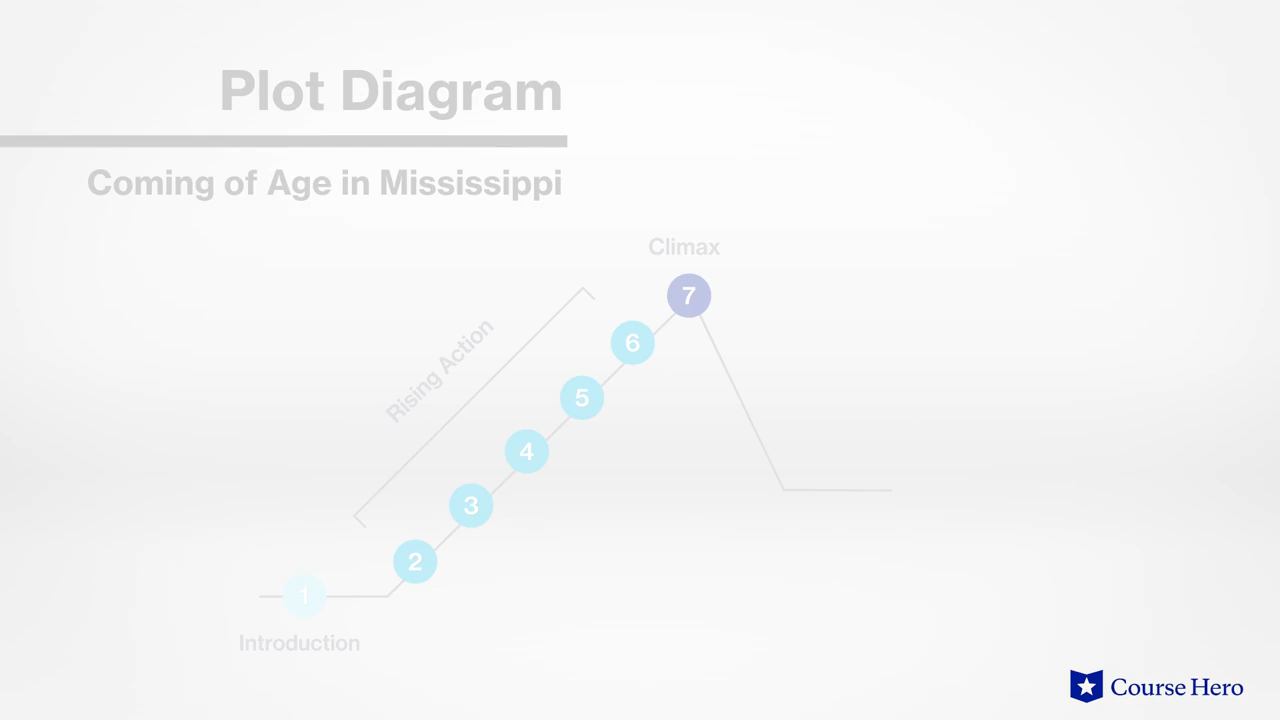 Plot Diagram
Coming of Age in Mississippi
Climax
7
6
Rising Action
5
4
3
2
1
Introduction
Course Hero